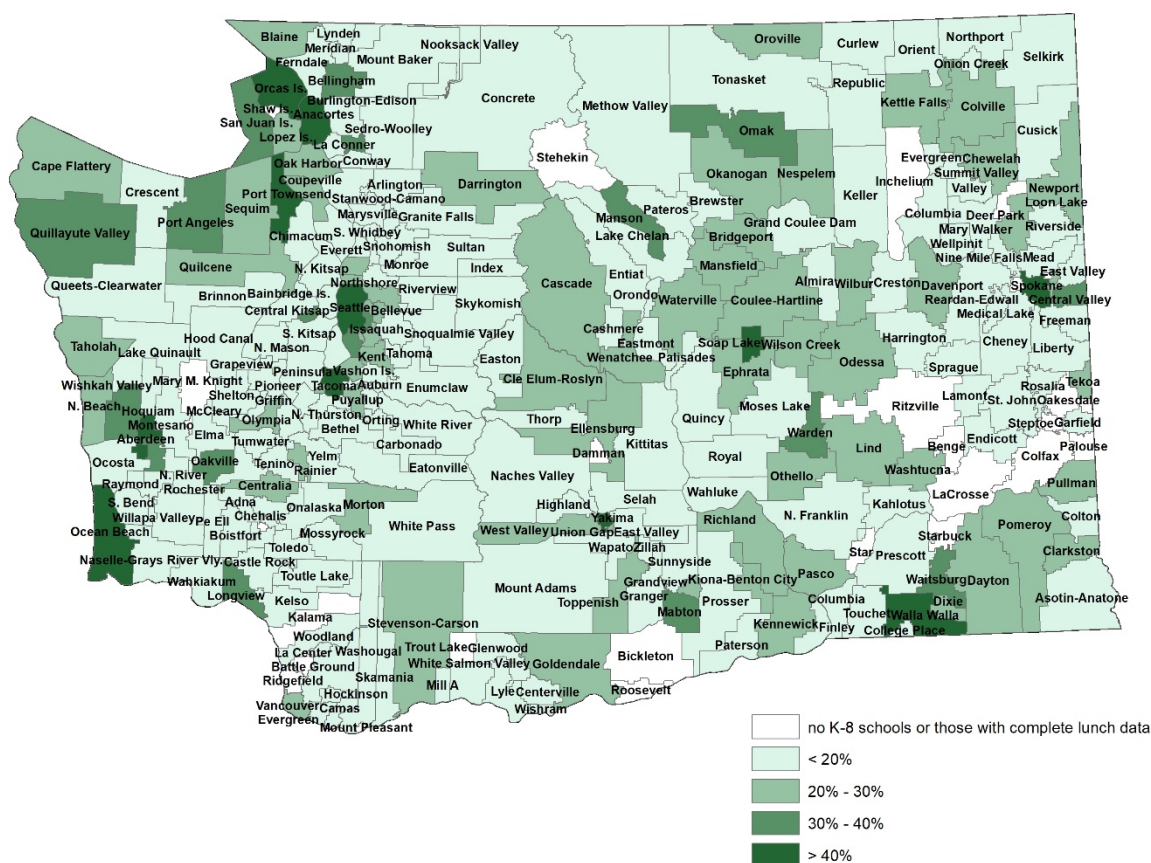 Blaine
Lynden
Meridian
Ferndale
Nooksack Valley
Mount Baker
Bellingham
Orcas Is.
Shaw Is.
San Juan Is.
Lopez Is.
Burlington-Edison
Anacortes
Sedro-Woolley
La Conner
Conway
Concrete
Methow Valley
Oroville
Tonasket
Curlew
Orient
Northport
Republic
Onion Creek
Selkirk
Kettle Falls
Colville
Cusick
Omak
Okanogan
Nespelem
Keller
Inchelium
Evergreen
Chewelah
Summit Valley
Valley
Newport
Loon Lake
Columbia
Deer Park
Mary Walker
Riverside
Wellpinit
Nine Mile Falls
Mead
East Valley
Spokane
Central Valley
Cape Flattery
Crescent
Port Angeles
Sequim
Port Townsend
Quillayute Valley
Chimacum
Quilcene
Queets-Clearwater
Brinnon
Oak Harbor
Coupeville
Stanwood-Camano
Arlington
Darrington
Marysville
Granite Falls
S. Whidbey
Everett
Snohomish
Sultan
Monroe
Index
N. Kitsap
Northshore
Riverview
Skykomish
Bainbridge Is.
Central Kitsap
Seattle
Bellevue
Issaquah
Snoqualmie Valley
S. Kitsap
Hood Canal
N. Mason
Kent
Tahoma
Vashon Is.
Stehekin
Manson
Pateros
Lake Chelan
Brewster
Bridgeport
Grand Coulee Dam
Entiat
Mansfield
Cascade
Orondo
Waterville
Coulee-Hartline
Almira
Wilbur
Creston
Davenport
Reardan-Edwall
Medical Lake
Freeman
Cashmere
Eastmont
Wenatchee
Palisades
Soap Lake
Wilson Creek
Ephrata
Odessa
Harrington
Cheney
Liberty
Sprague
Taholah
Lake Quinault
Wishkah Valley
Mary M. Knight
Grapeview
Pioneer
Shelton
Griffin
McCleary
N. Beach
Hoquiam
Montesano
Aberdeen
Elma
Olympia
Tumwater
N. Thurston
Peninsula
Tacoma
Auburn
Puyallup
Enumclaw
Orting
White River
Bethel
Carbonado
Eatonville
Yelm
Rainier
Easton
Cle Elum-Roslyn
Thorp
Ellensburg
Damman
Kittitas
Quincy
Moses Lake
Royal
Warden
Ritzville
Lind
Lamont
St. John
Rosalia
Oakesdale
Tekoa
Steptoe
Garfield
Endicott
Benge
Colfax
Palouse
Othello
Washtucna
LaCrosse
Pullman
Colton
Ocosta
N. River
Raymond
Rochester
Oakville
Tenino
Centralia
S. Bend
Willapa Valley
Adna
Chehalis
Onalaska
Morton
Pe Ell
Boistfort
Ocean Beach
Mossyrock
Toledo
White Pass
Naselle-Grays River Vly.
Castle Rock
Toutle Lake
Wahkiakum
Longview
Kelso
Kalama
Naches Valley
Highland
Selah
Yakima
West Valley
Union Gap
East Valley
Wapato
Zillah
Sunnyside
Grandview
Granger
Mount Adams
Toppenish
Mabton
Wahluke
N. Franklin
Kahlotus
Richland
Kiona-Benton City
Pasco
Prosser
Kennewick
Paterson
Finley
Columbia
Star
Prescott
Starbuck
Touchet
Walla Walla
College Place
Waitsburg
Dayton
Dixie
Pomeroy
Clarkston
Asotin-Anatone
Stevenson-Carson
Trout Lake
Glenwood
White Salmon Valley
Goldendale
Bickleton
Roosevelt
Woodland
La Center
Washougal
Battle Ground
Ridgefield
Skamania
Mill A
Lyle
Centerville
Wishram
Hockinson
Vancouver
Camas
Evergreen
Mount Pleasant
no K-8 schools or those with complete lunch data
< 20%
20% - 30%
30% - 40%
> 40%